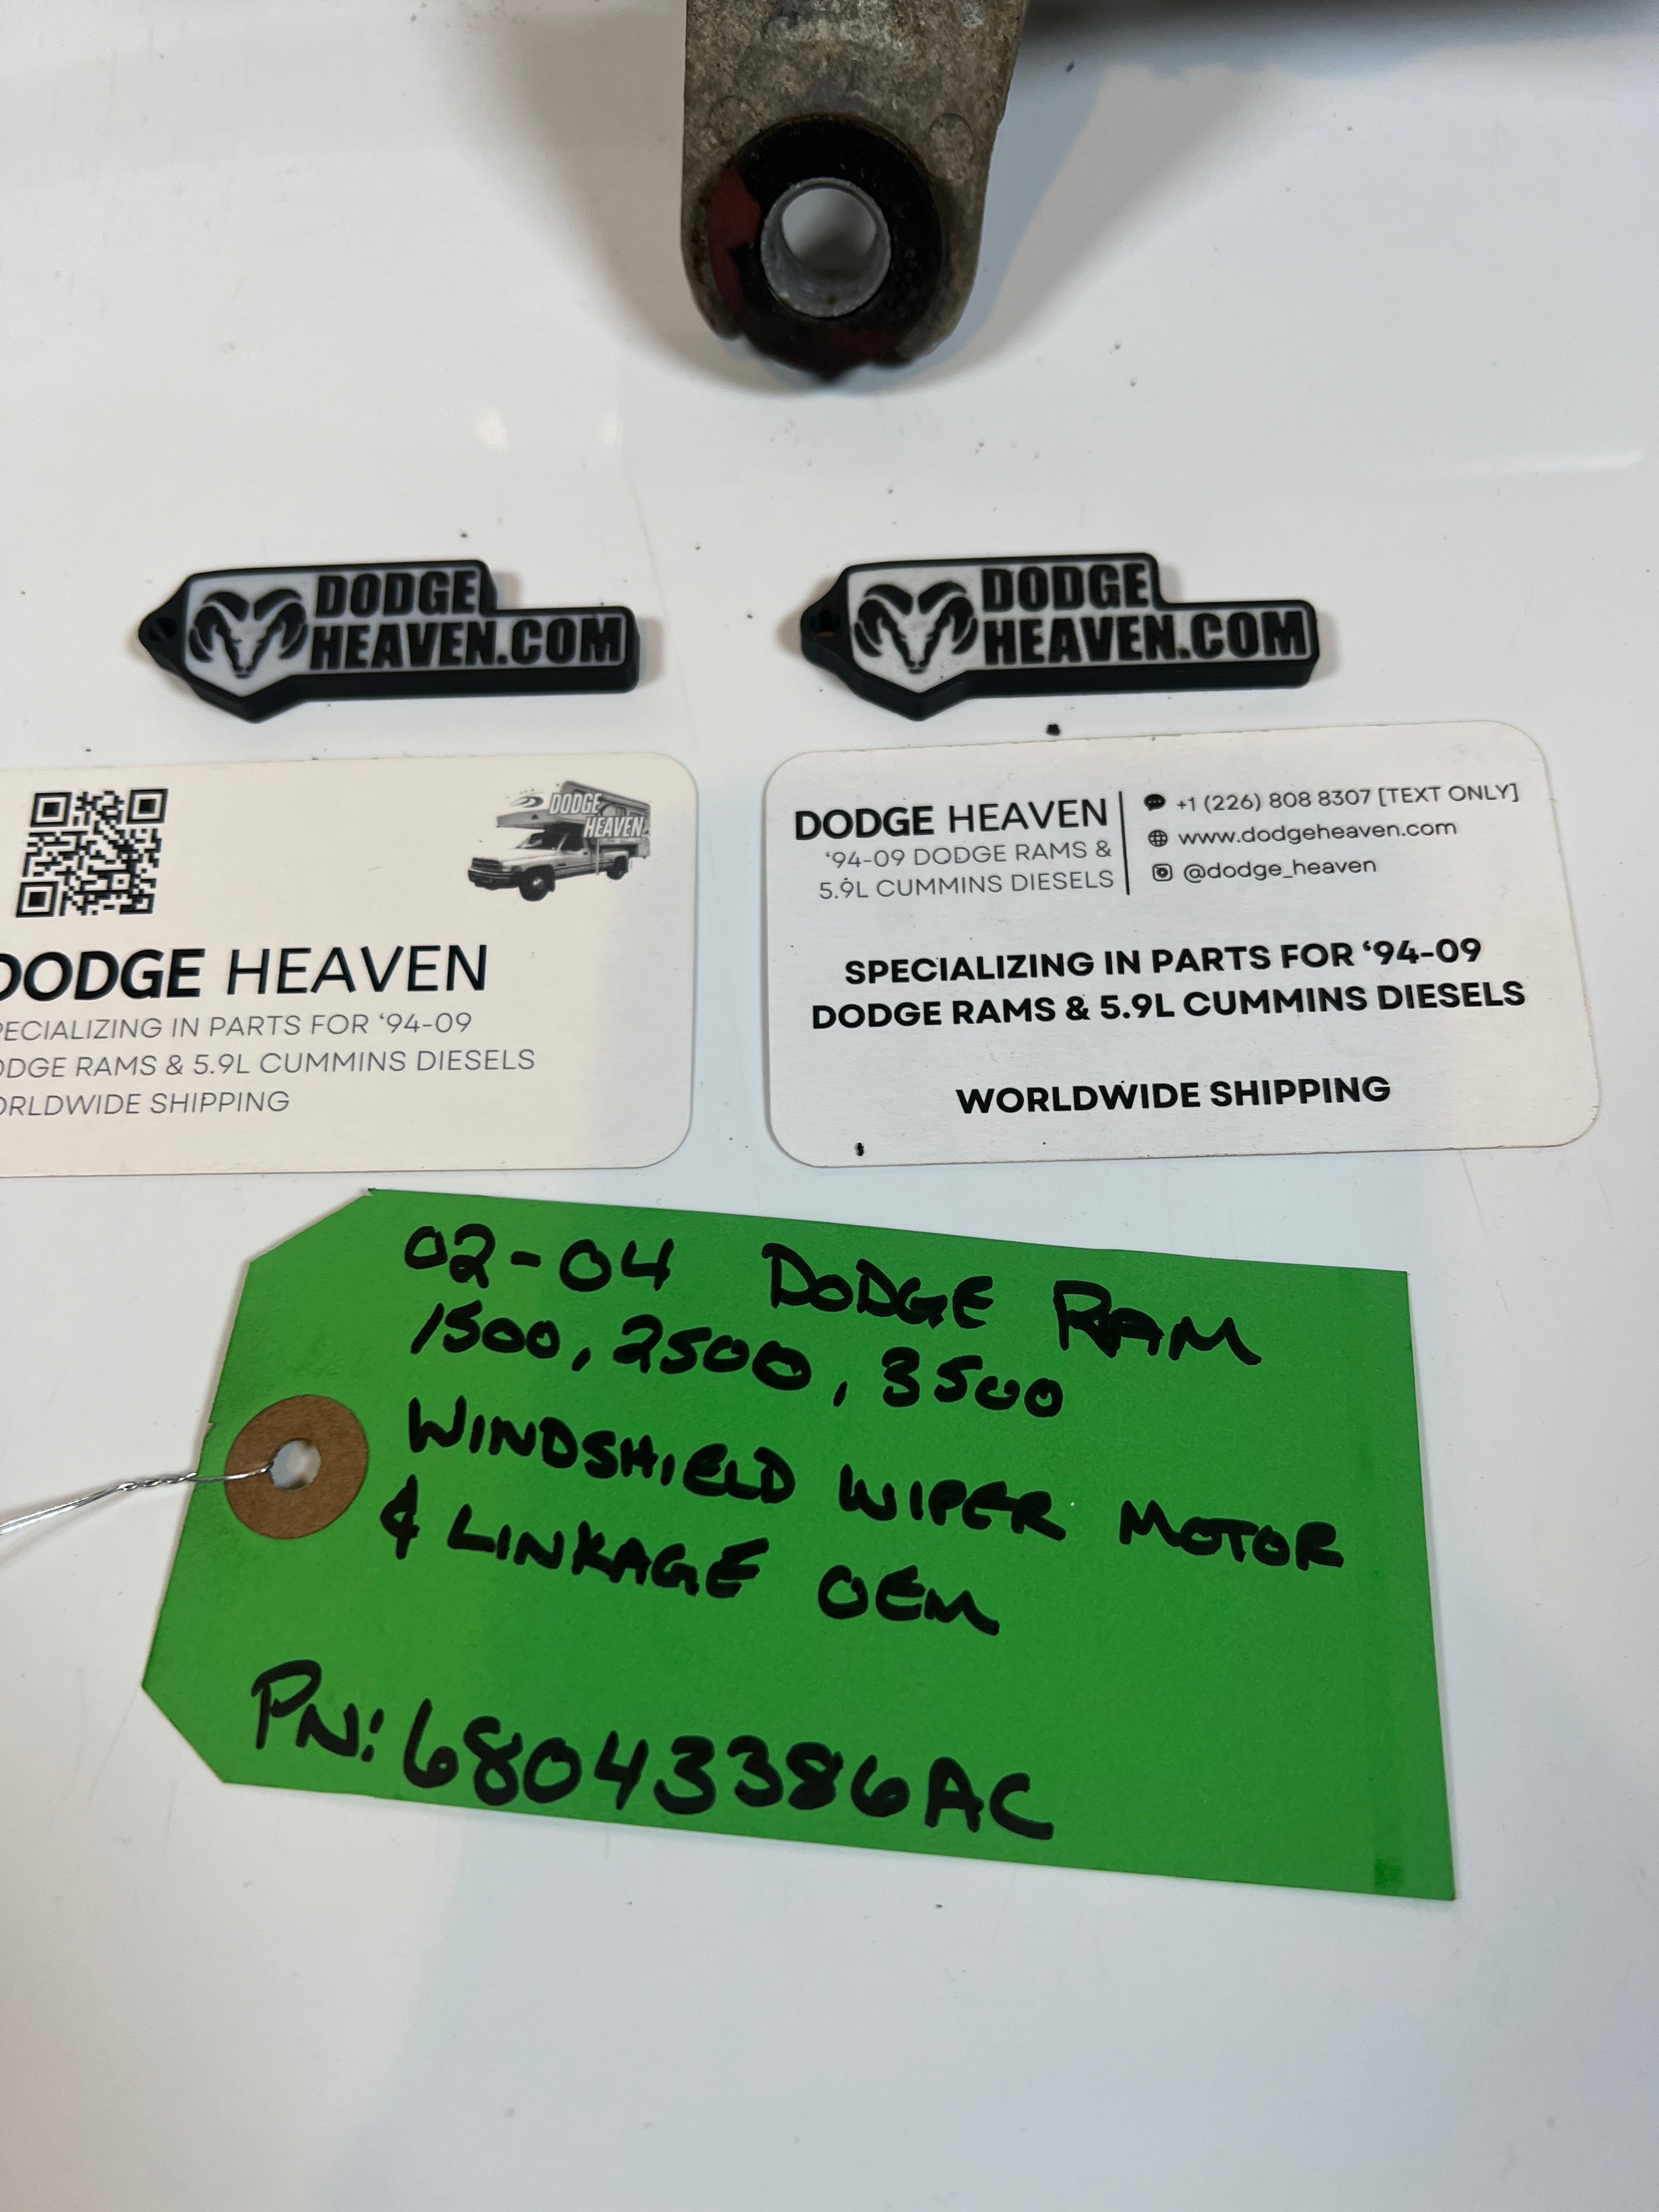 DODGE
HEAVEN.COM
DODGE
HEAVEN.COM
DODGE
HEAVEN
DODGE HEAVEN
PECIALIZING IN PARTS FOR ‘94-09
ODGE RAMS & 5.9L CUMMINS DIESELS
ORLDWIDE SHIPPING
DODGE HEAVEN
‘94-09 DODGE RAMS &
5.9L CUMMINS DIESELS
+1 (226) 808 8307 [TEXT ONLY]
www.dodgeheaven.com
@dodge_heaven
SPECIALIZING IN PARTS FOR ‘94-09
DODGE RAMS & 5.9L CUMMINS DIESELS
WORLDWIDE SHIPPING
02-04 DODGE RAM
1500, 2500, 3500
WINDSHIELD WIPER MOTOR
& LINKAGE OEM
PN: 68043386AC